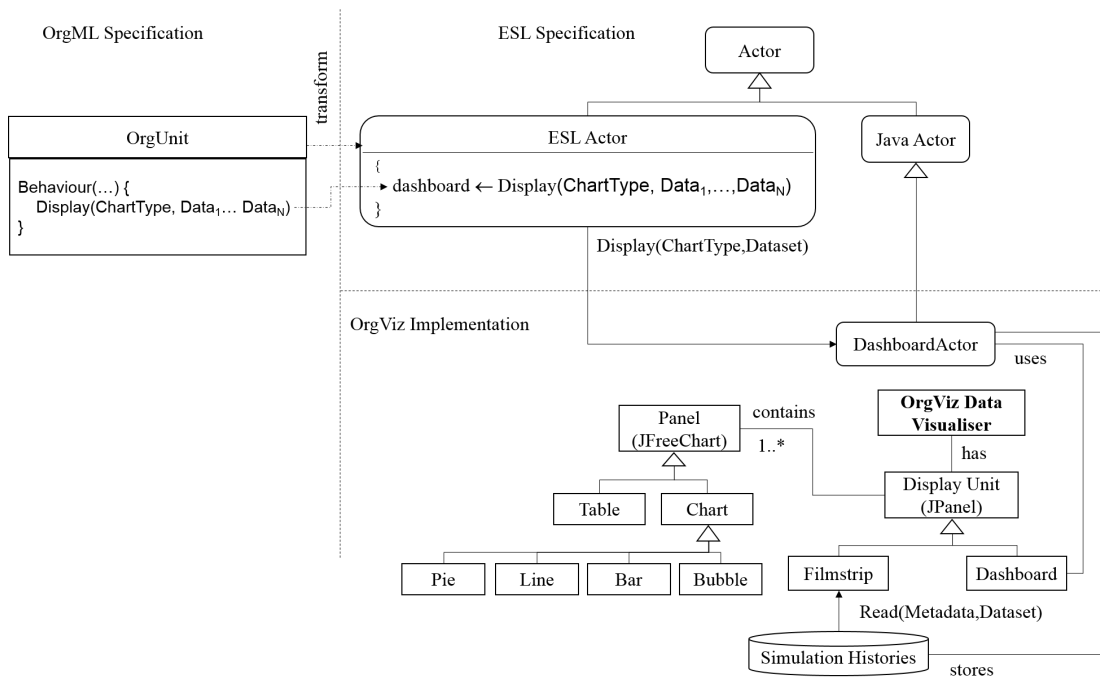 OrgML Specification
ESL Specification
transform
Actor
OrgUnit
ESL Actor
Java Actor
Behaviour(…) {
Display(ChartType, Data1… DataN)
}
{
dashboard ← Display(ChartType, Data1,…,DataN)
}
Display(ChartType,Dataset)
OrgViz Implementation
DashboardActor
uses
Panel
(JFreeChart)
contains
1..*
OrgViz Data
Visualiser
has
Display Unit
(JPanel)
Table
Chart
Pie
Line
Bar
Bubble
Filmstrip
Dashboard
Read(Metadata,Dataset)
Simulation Histories
stores